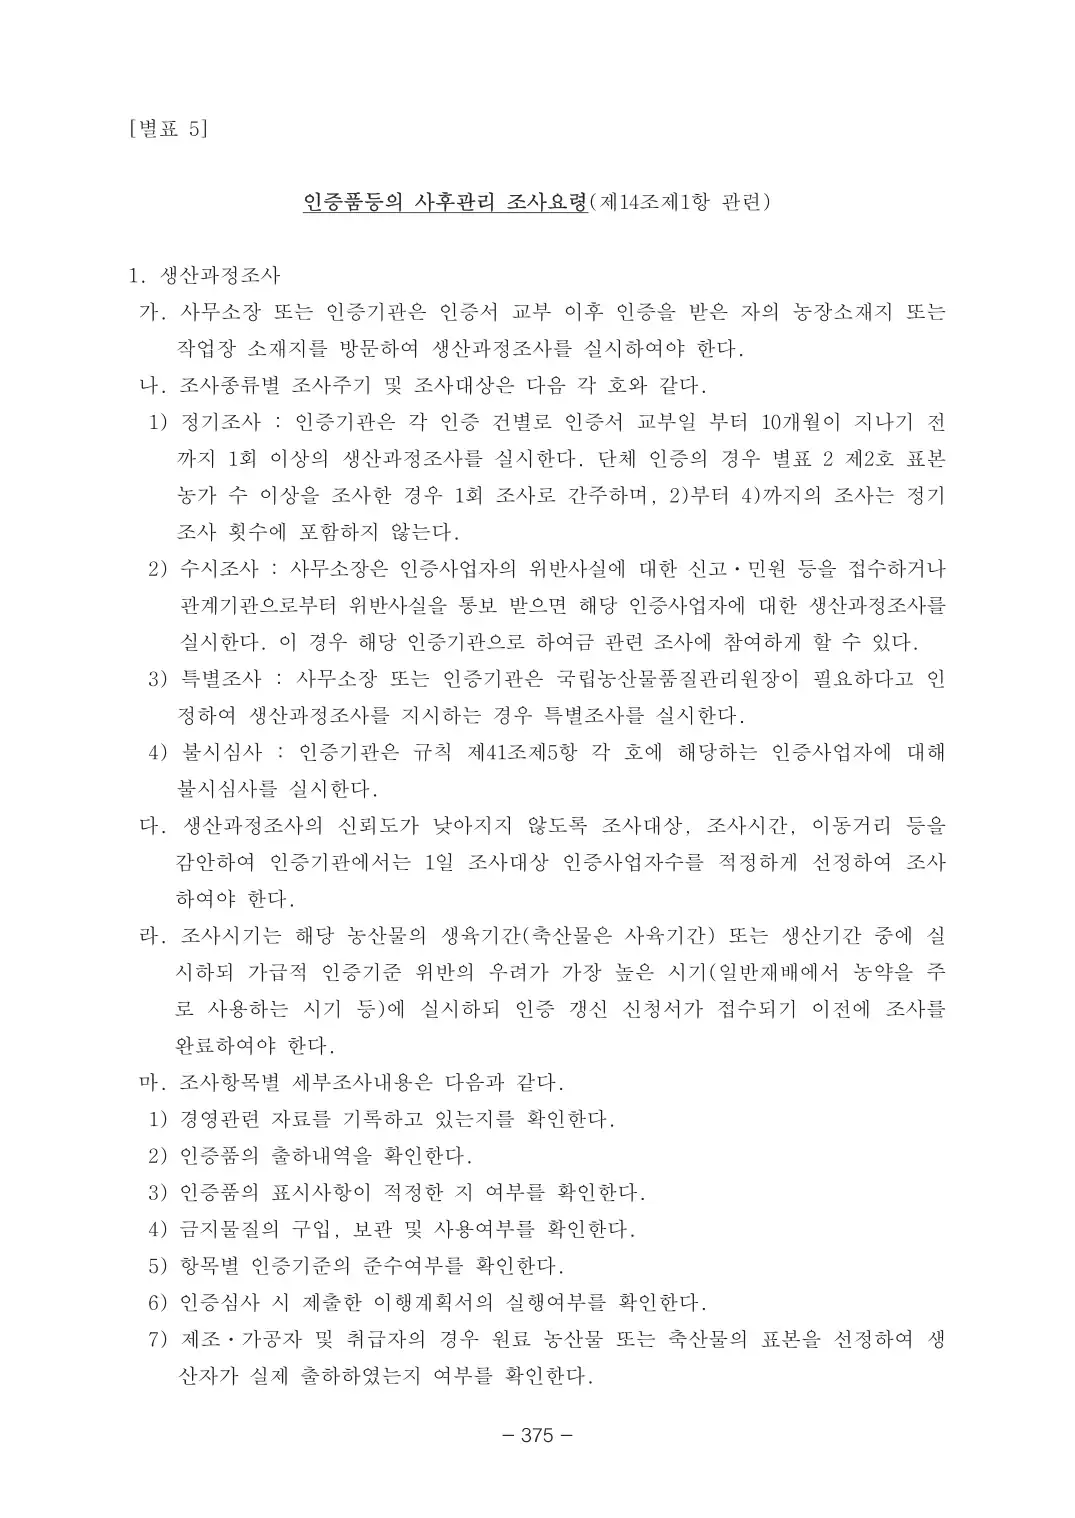 [별표 5]
인증품등의 사후관리 조사요령(제14조제1항 관련)
1. 생산과정조사
가. 사무소장 또는 인증기관은 인증서 교부 이후 인증을 받은 자의 농장소재지 또는
작업장 소재지를 방문하여 생산과정조사를 실시하여야 한다.
나. 조사종류별 조사주기 및 조사대상은 다음 각 호와 같다.
1) 정기조사 : 인증기관은 각 인증 건별로 인증서 교부일 부터 10개월이 지나기 전
까지 1회 이상의 생산과정조사를 실시한다. 단체 인증의 경우 별표 2 제2호 표본
농가 수 이상을 조사한 경우 1회 조사로 간주하며, 2)부터 4)까지의 조사는 정기
조사 횟수에 포함하지 않는다.
2) 수시조사 : 사무소장은 인증사업자의 위반사실에 대한 신고·민원 등을 접수하거나
관계기관으로부터 위반사실을 통보 받으면 해당 인증사업자에 대한 생산과정조사를
실시한다. 이 경우 해당 인증기관으로 하여금 관련 조사에 참여하게 할 수 있다.
3) 특별조사 : 사무소장 또는 인증기관은 국립농산물품질관리원장이 필요하다고 인
정하여 생산과정조사를 지시하는 경우 특별조사를 실시한다.
4) 불시심사 : 인증기관은 규칙 제41조제5항 각 호에 해당하는 인증사업자에 대해
불시심사를 실시한다.
다. 생산과정조사의 신뢰도가 낮아지지 않도록 조사대상, 조사시간, 이동거리 등을
감안하여 인증기관에서는 1일 조사대상 인증사업자수를 적정하게 선정하여 조사
하여야 한다.
라. 조사시기는 해당 농산물의 생육기간(축산물은 사육기간) 또는 생산기간 중에 실
시하되 가급적 인증기준 위반의 우려가 가장 높은 시기(일반재배에서 농약을 주
로 사용하는 시기 등)에 실시하되 인증 갱신 신청서가 접수되기 이전에 조사를
완료하여야 한다.
마. 조사항목별 세부조사내용은 다음과 같다.
1) 경영관련 자료를 기록하고 있는지를 확인한다.
2) 인증품의 출하내역을 확인한다.
3) 인증품의 표시사항이 적정한 지 여부를 확인한다.
4) 금지물질의 구입, 보관 및 사용여부를 확인한다.
5) 항목별 인증기준의 준수여부를 확인한다.
6) 인증심사 시 제출한 이행계획서의 실행여부를 확인한다.
7) 제조·가공자 및 취급자의 경우 원료 농산물 또는 축산물의 표본을 선정하여 생
산자가 실제 출하하였는지 여부를 확인한다.
- 375 -